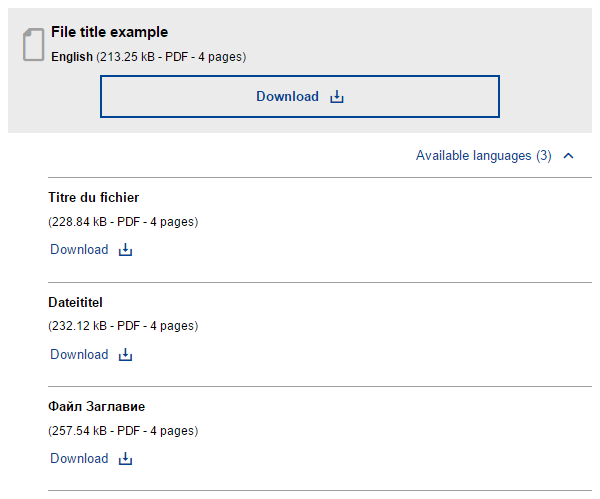 File title example
English (213.25 kB - PDF - 4 pages)
Download
Available languages (3)
Titre du fichier
(228.84 kB - PDF - 4 pages)
Download
Dateititel
(232.12 kB - PDF - 4 pages)
Download
Файл Заглавие
(257.54 kB - PDF - 4 pages)
Download